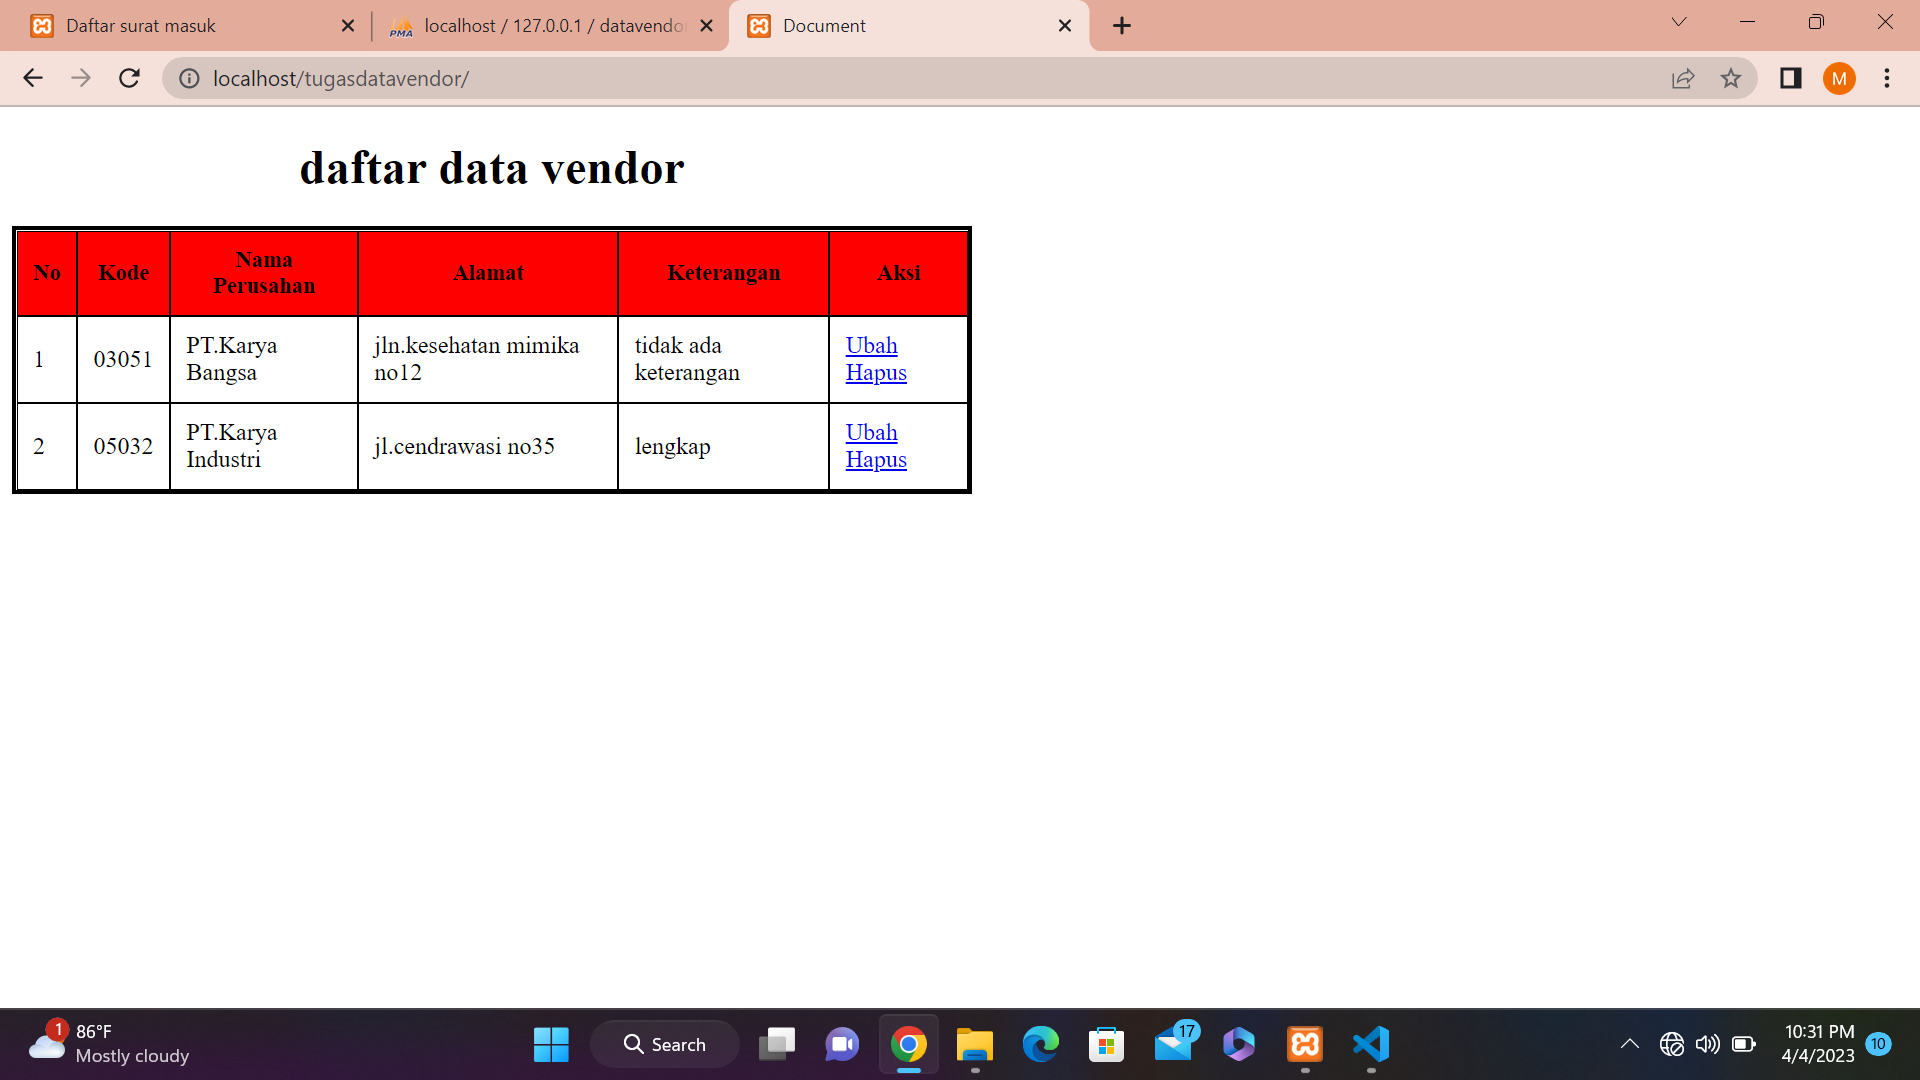 Daftar surat masuk
localhost / 127.0.0.1 / datavendo
Document
localhost/tugasdatavendor/
M
daftar data vendor
No Kode Nama Perusahan Alamat Keterangan Aksi
1 03051 PT.Karya Bangsa jln.kesehatan mimika no12 tidak ada keterangan Ubah Hapus
2 05032 PT.Karya Industri jl.cendrawasi no35 lengkap Ubah Hapus
1
86°F
Mostly cloudy
Search
17
10:31 PM
4/4/2023
10
PMA